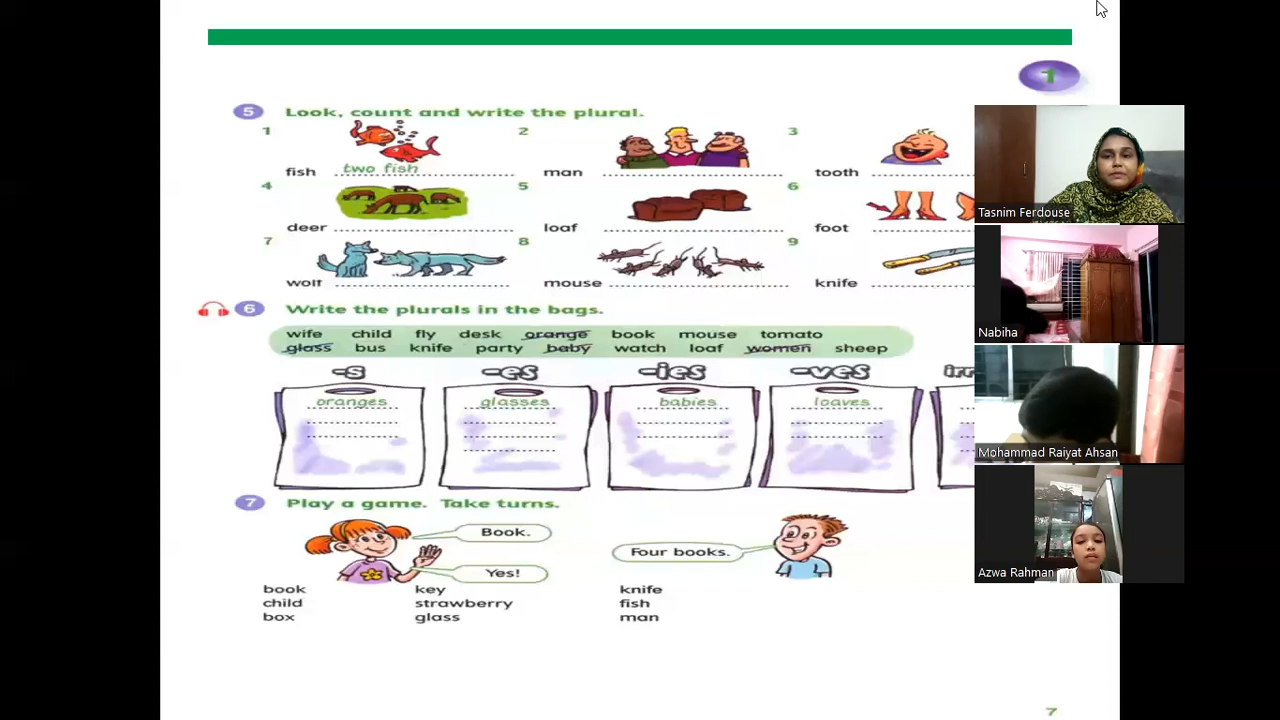 1
5 Look, count and write the plural.
1 2 3
fish two fish man tooth
4 5 6
deer loaf foot
7 8 9
wolf mouse knife
6 Write the plurals in the bags.
wife child fly desk orange book mouse tomato
glass bus knife party baby watch loaf women sheep
-s -es -ies -ves irr
oranges glasses babies loaves
7 Play a game. Take turns.
Book.
Four books.
Yes!
book key knife
child strawberry fish
box glass man
7
Tasnim Ferdouse
Nabiha
Mohammad Raiyat Ahsan
Azwa Rahman